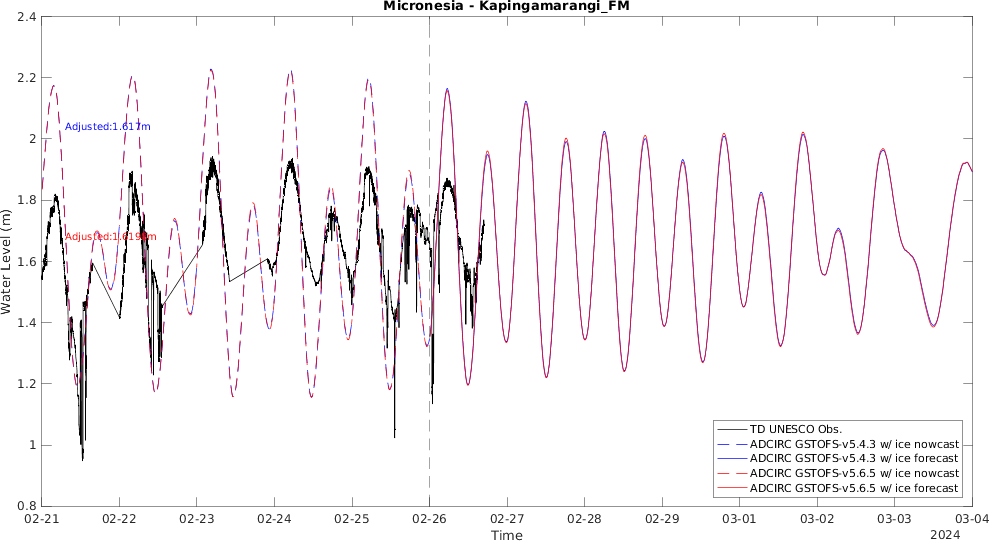 Micronesia - Kapingamarangi_FM
2.4
2.2
2
1.8
1.6
1.4
1.2
1
0.8
Water Level (m)
Adjusted:1.617m
TD UNESCO Obs.
ADCIRC GSTOFS-v5.4.3 w/ ice nowcast
ADCIRC GSTOFS-v5.4.3 w/ ice forecast
ADCIRC GSTOFS-v5.6.5 w/ ice nowcast
ADCIRC GSTOFS-v5.6.5 w/ ice forecast
02-21 02-22 02-23 02-24 02-25 02-26 02-27 02-28 02-29 03-01 03-02 03-03 03-04
Time
2024